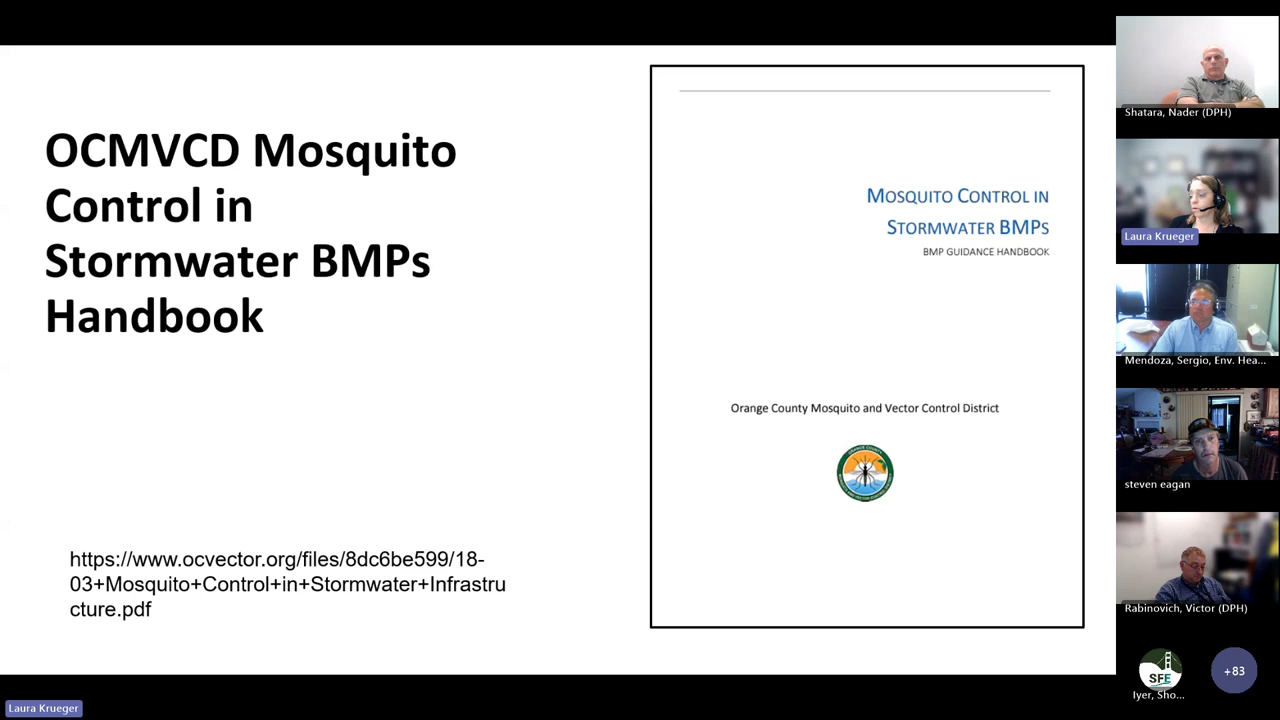 OCMVCD Mosquito
Control in
Stormwater BMPs
Handbook
https://www.ocvector.org/files/8dc6be599/18-
03+Mosquito+Control+in+Stormwater+Infrastru
cture.pdf
MOSQUITO CONTROL IN
STORMWATER BMPS
BMP GUIDANCE HANDBOOK
Orange County Mosquito and Vector Control District
Shatara, Nader (DPH)
Laura Krueger
Mendoza, Sergio, Env. Hea...
steven eagan
Rabinovich, Victor (DPH)
SFE
Iyer, Sho...
+83
Laura Krueger